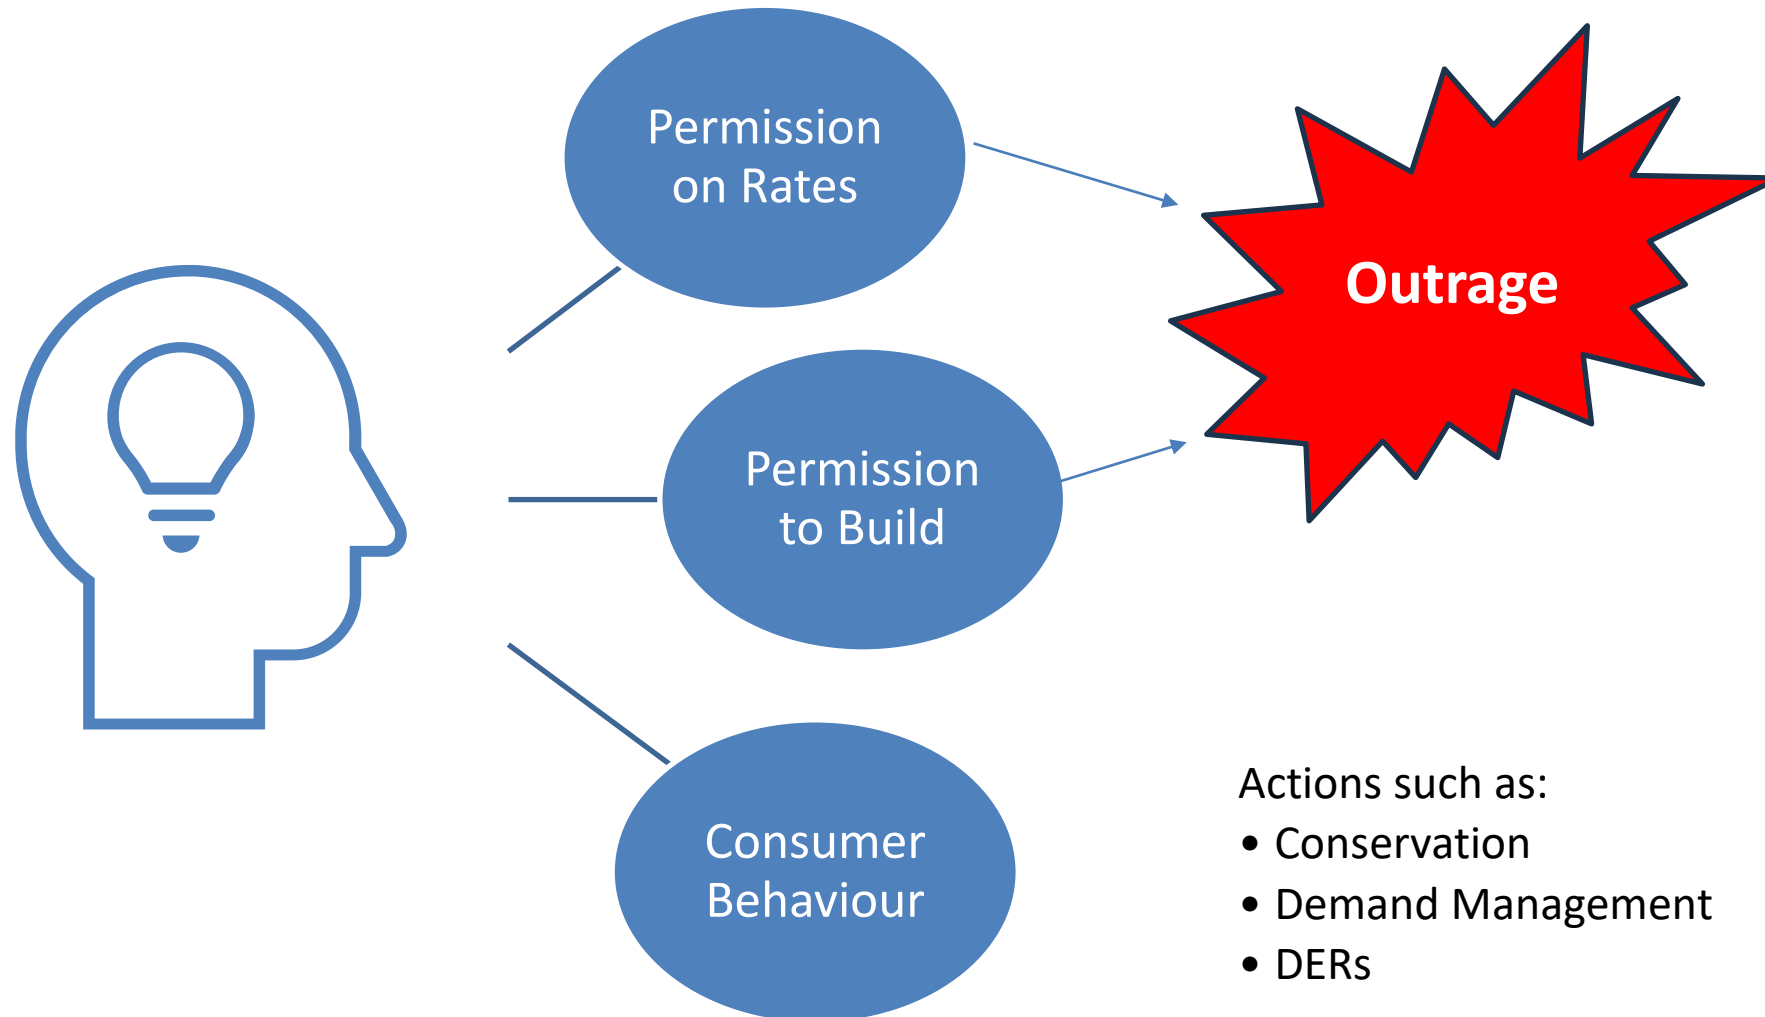 Permission
on Rates
Outrage
Permission
to Build
Consumer
Behaviour
Actions such as:
• Conservation
• Demand Management
• DERs